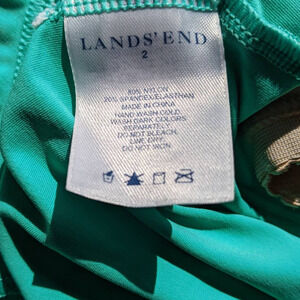 LANDS' END
2
80% NYLON
20% SPANDEX/ELASTHAN
MADE IN CHINA
HAND WASH COLD.
WASH DARK COLORS
SEPARATELY.
DO NOT BLEACH.
LINE DRY.
DO NOT IRON.